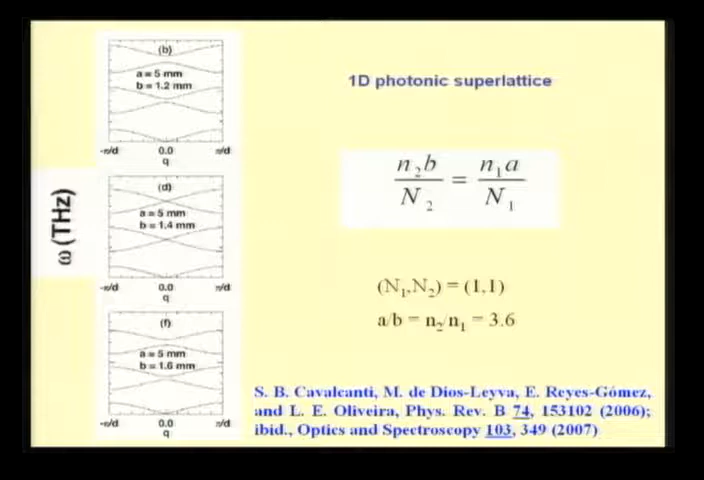 (b)
a = 5 mm
b = 1.2 mm
-π/d 0.0 π/d
q
(d)
a = 5 mm
b = 1.4 mm
-π/d 0.0 π/d
q
(f)
a = 5 mm
b = 1.6 mm
-π/d 0.0 π/d
q
ω (THz)
1D photonic superlattice
n₂b / N₂ = n₁a / N₁
(N₁,N₂) = (1,1)
a/b = n₂/n₁ = 3.6
S. B. Cavalcanti, M. de Dios-Leyva, E. Reyes-Gómez,
and L. E. Oliveira, Phys. Rev. B 74, 153102 (2006);
ibid., Optics and Spectroscopy 103, 349 (2007)